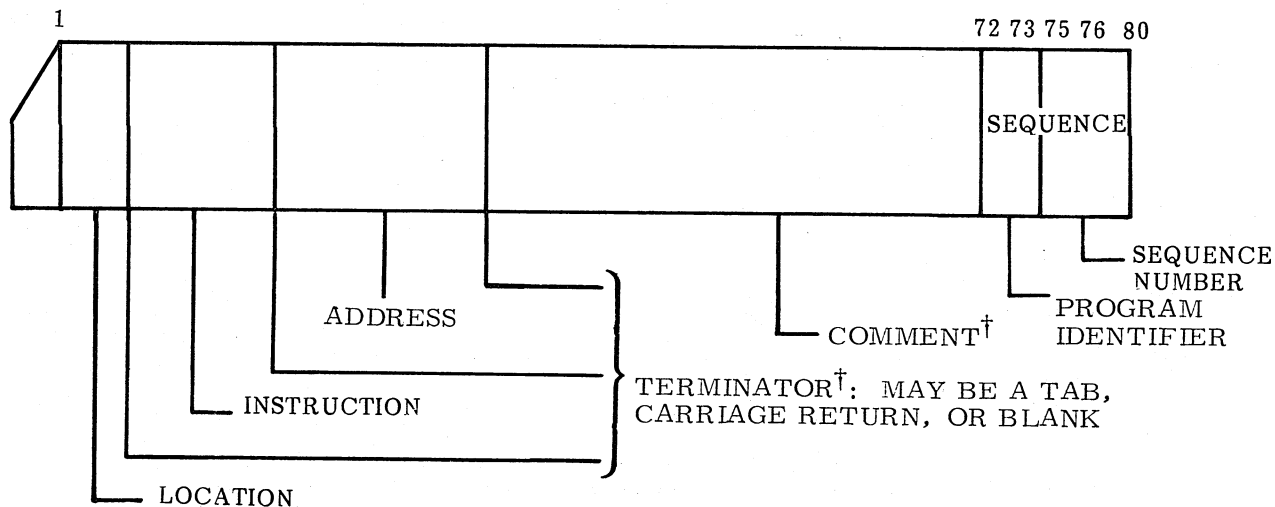 1
72 73 75 76 80
SEQUENCE
SEQUENCE
NUMBER
PROGRAM
IDENTIFIER
ADDRESS
COMMENT†
TERMINATOR†: MAY BE A TAB,
CARRIAGE RETURN, OR BLANK
INSTRUCTION
LOCATION